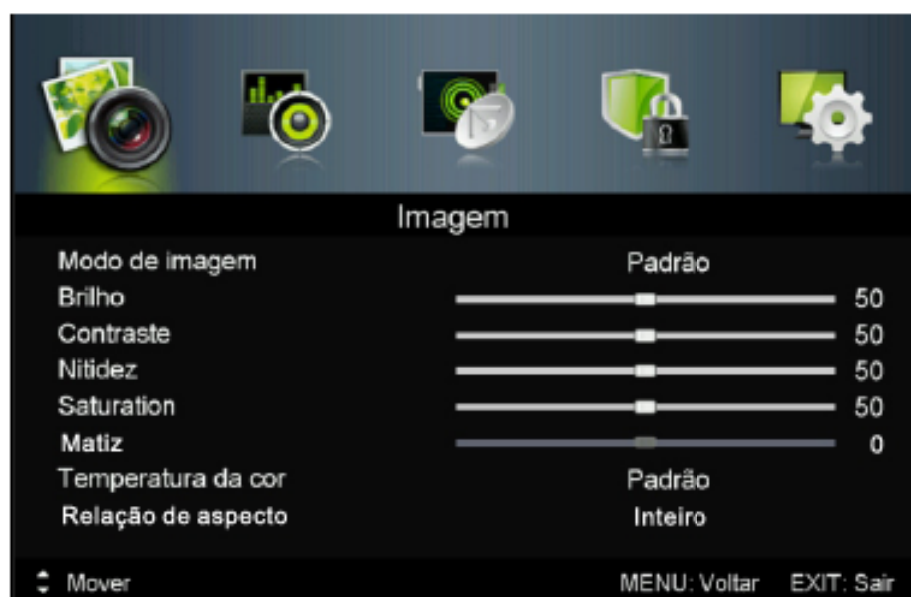 Imagem
Modo de imagem Padrão
Brilho 50
Contraste 50
Nitidez 50
Saturation 50
Matiz 0
Temperatura da cor Padrão
Relação de aspecto Inteiro
Mover MENU: Voltar EXIT: Sair